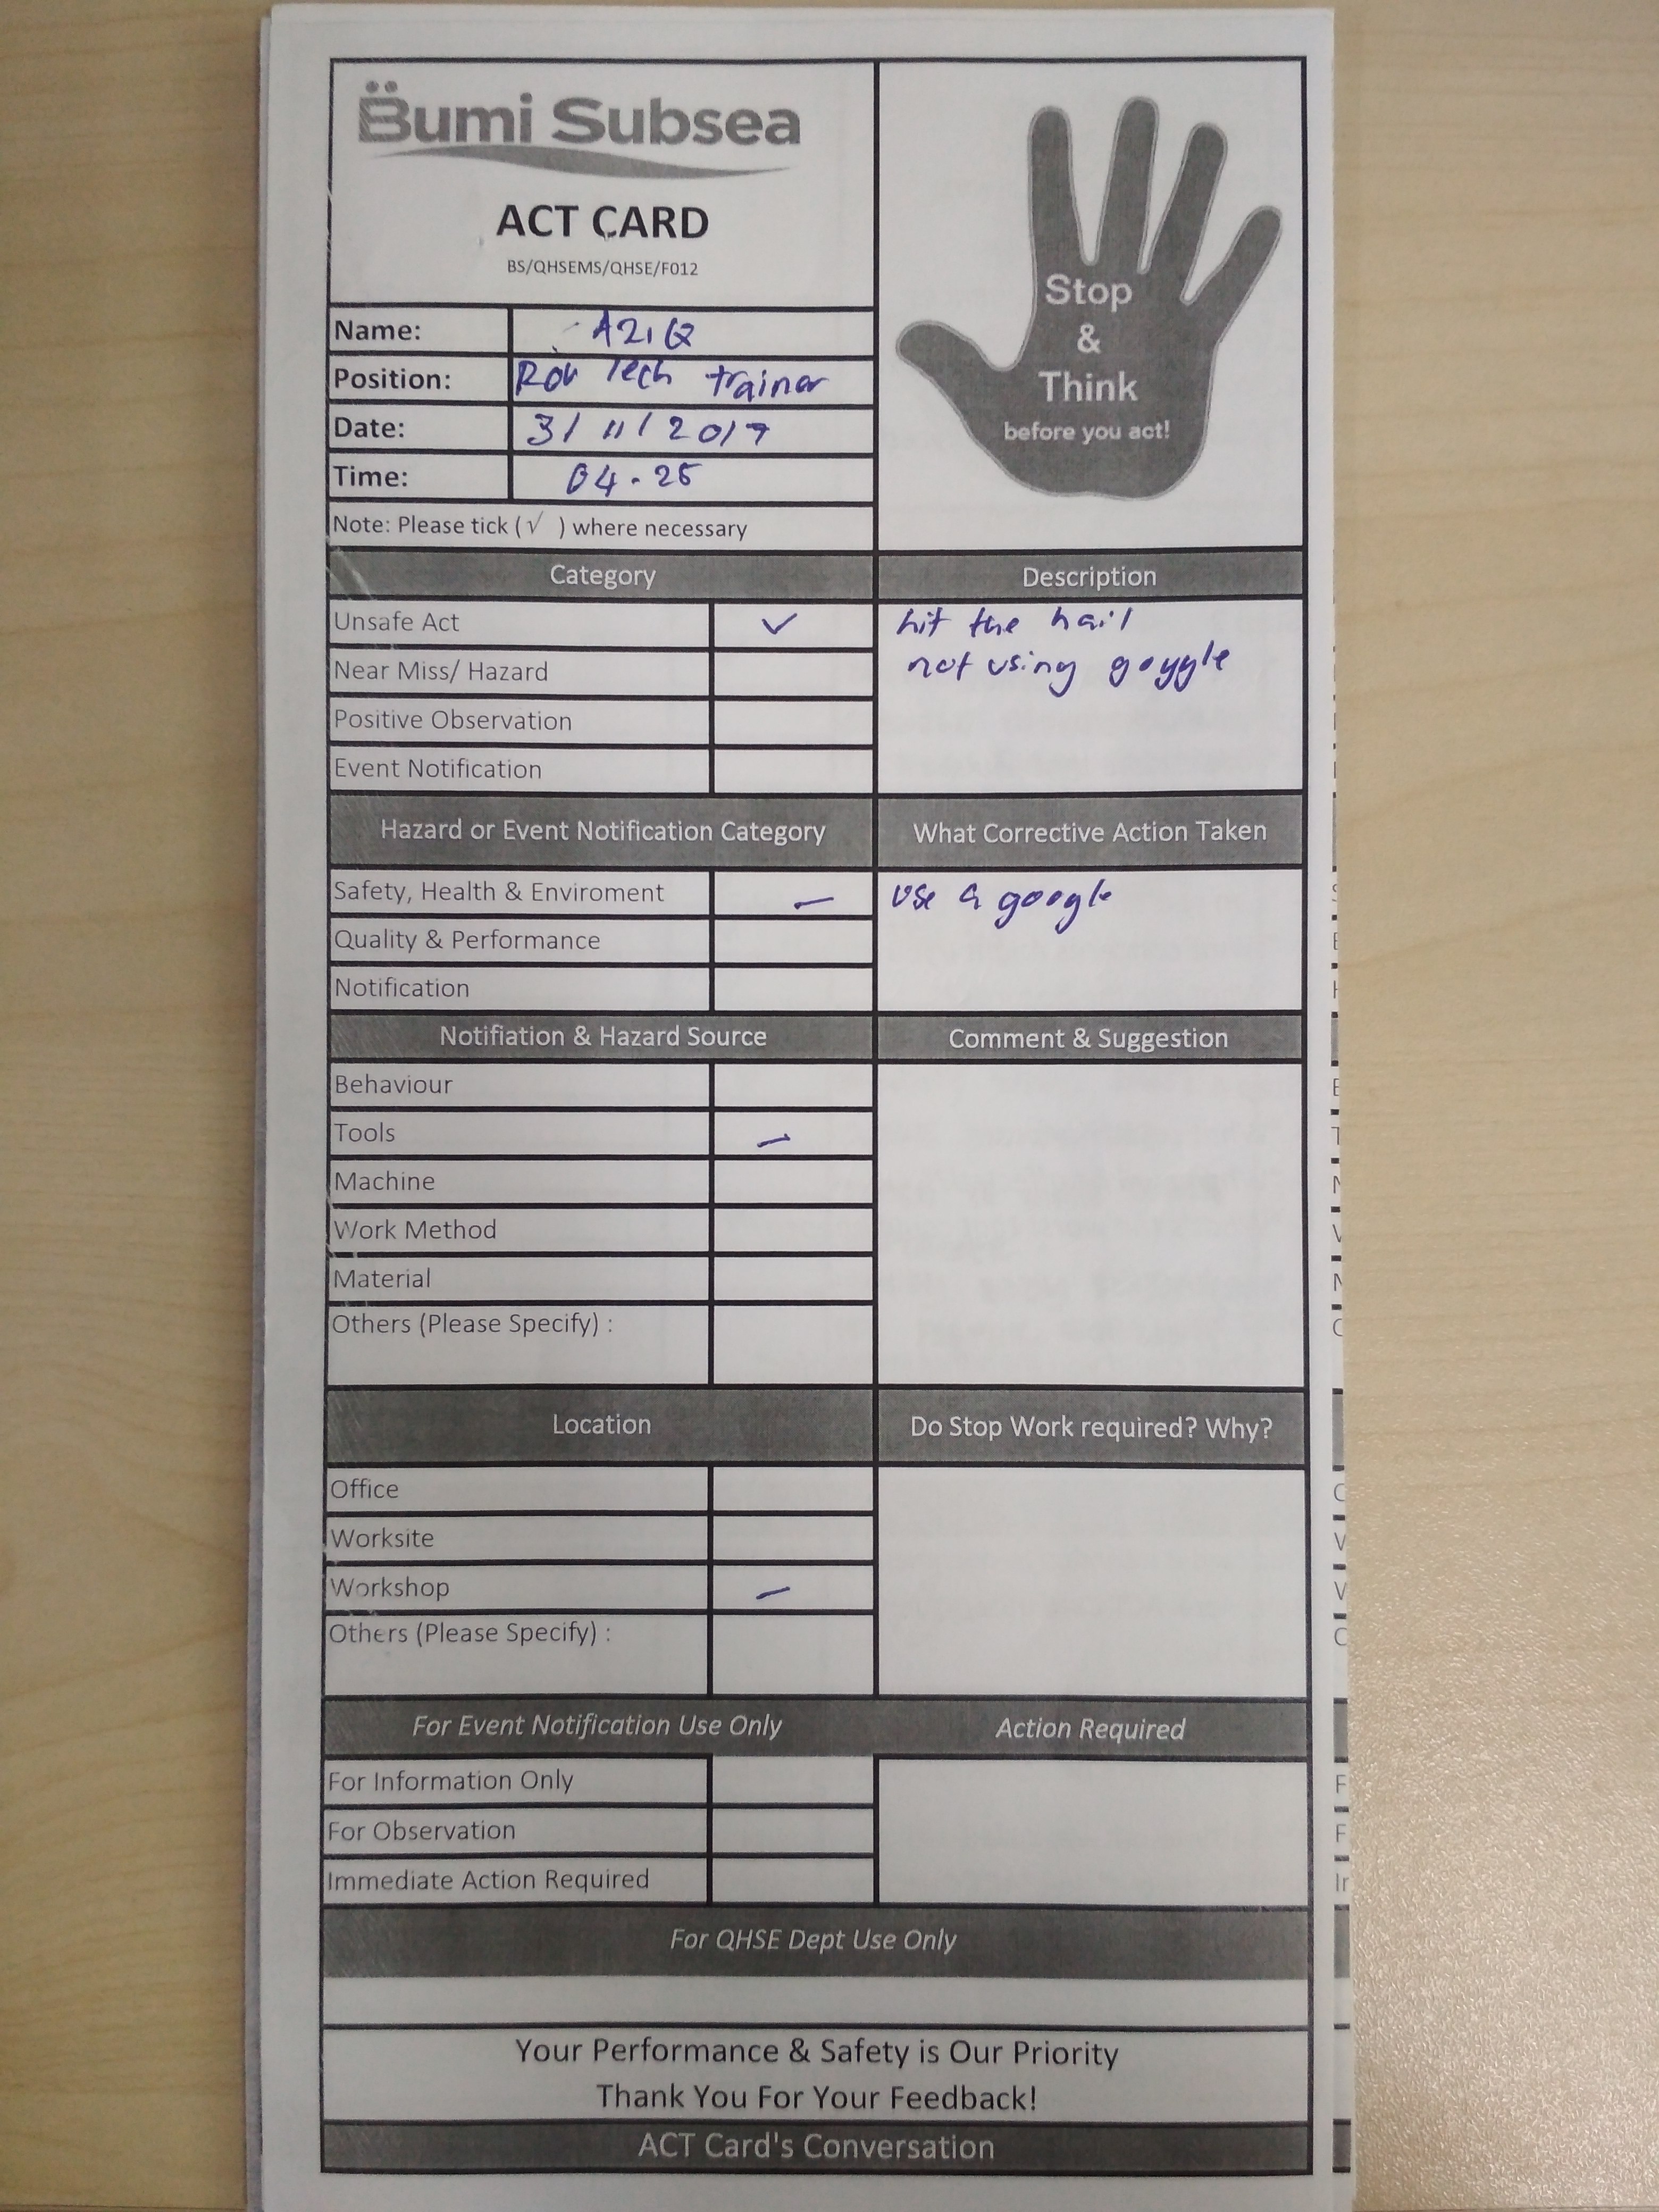 Bumi Subsea
ACT CARD
BS/QHSEMS/QHSE/F012
Stop
&
Think
before you act!
Name: AZIQ
Position: Rov Tech trainer
Date: 3/11/2017
Time: 04.25
Note: Please tick (√ ) where necessary
Category Description
Unsafe Act ✓ hit the nail
Near Miss/ Hazard not using goggle
Positive Observation
Event Notification
Hazard or Event Notification Category What Corrective Action Taken
Safety, Health & Enviroment use a google
Quality & Performance
Notification
Notifiation & Hazard Source Comment & Suggestion
Behaviour
Tools
Machine
Work Method
Material
Others (Please Specify) :
Location Do Stop Work required? Why?
Office
Worksite
Workshop
Others (Please Specify) :
For Event Notification Use Only Action Required
For Information Only
For Observation
Immediate Action Required
For QHSE Dept Use Only
Your Performance & Safety is Our Priority
Thank You For Your Feedback!
ACT Card's Conversation